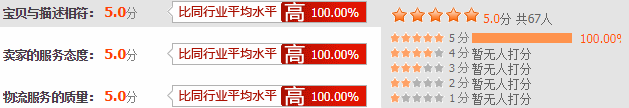 宝贝与描述相符： 5.0分 比同行业平均水平 高 100.00%
卖家的服务态度： 5.0分 比同行业平均水平 高 100.00%
物流服务的质量： 5.0分 比同行业平均水平 高 100.00%
5.0分 共67人
5 分 100.00%
4 分 暂无人打分
3 分 暂无人打分
2 分 暂无人打分
1 分 暂无人打分